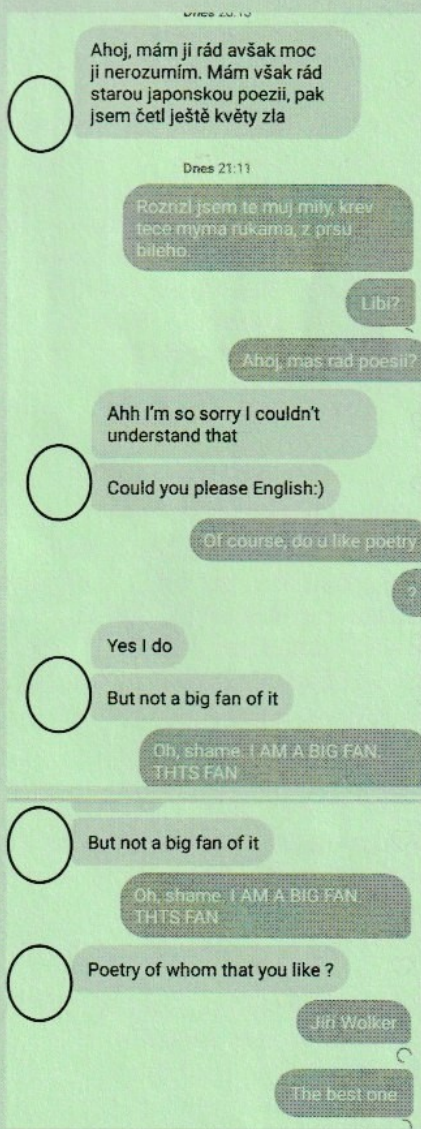 Dnes 20:13
Ahoj, mám ji rád avšak moc
ji nerozumím. Mám však rád
starou japonskou poezii, pak
jsem četl ještě květy zla
Dnes 21:11
Roznzl jsem te muj mily, krev
tece myma rukama, z prsu
bileho.
Libi?
Ahoj, mas rad poesii?
Ahh I'm so sorry I couldn't
understand that
Could you please English:)
Of course, do u like poetry
?
Yes I do
But not a big fan of it
Oh, shame. I AM A BIG FAN.
THTS FAN
But not a big fan of it
Oh, shame. I AM A BIG FAN.
THTS FAN
Poetry of whom that you like ?
Jiří Wolker
The best one